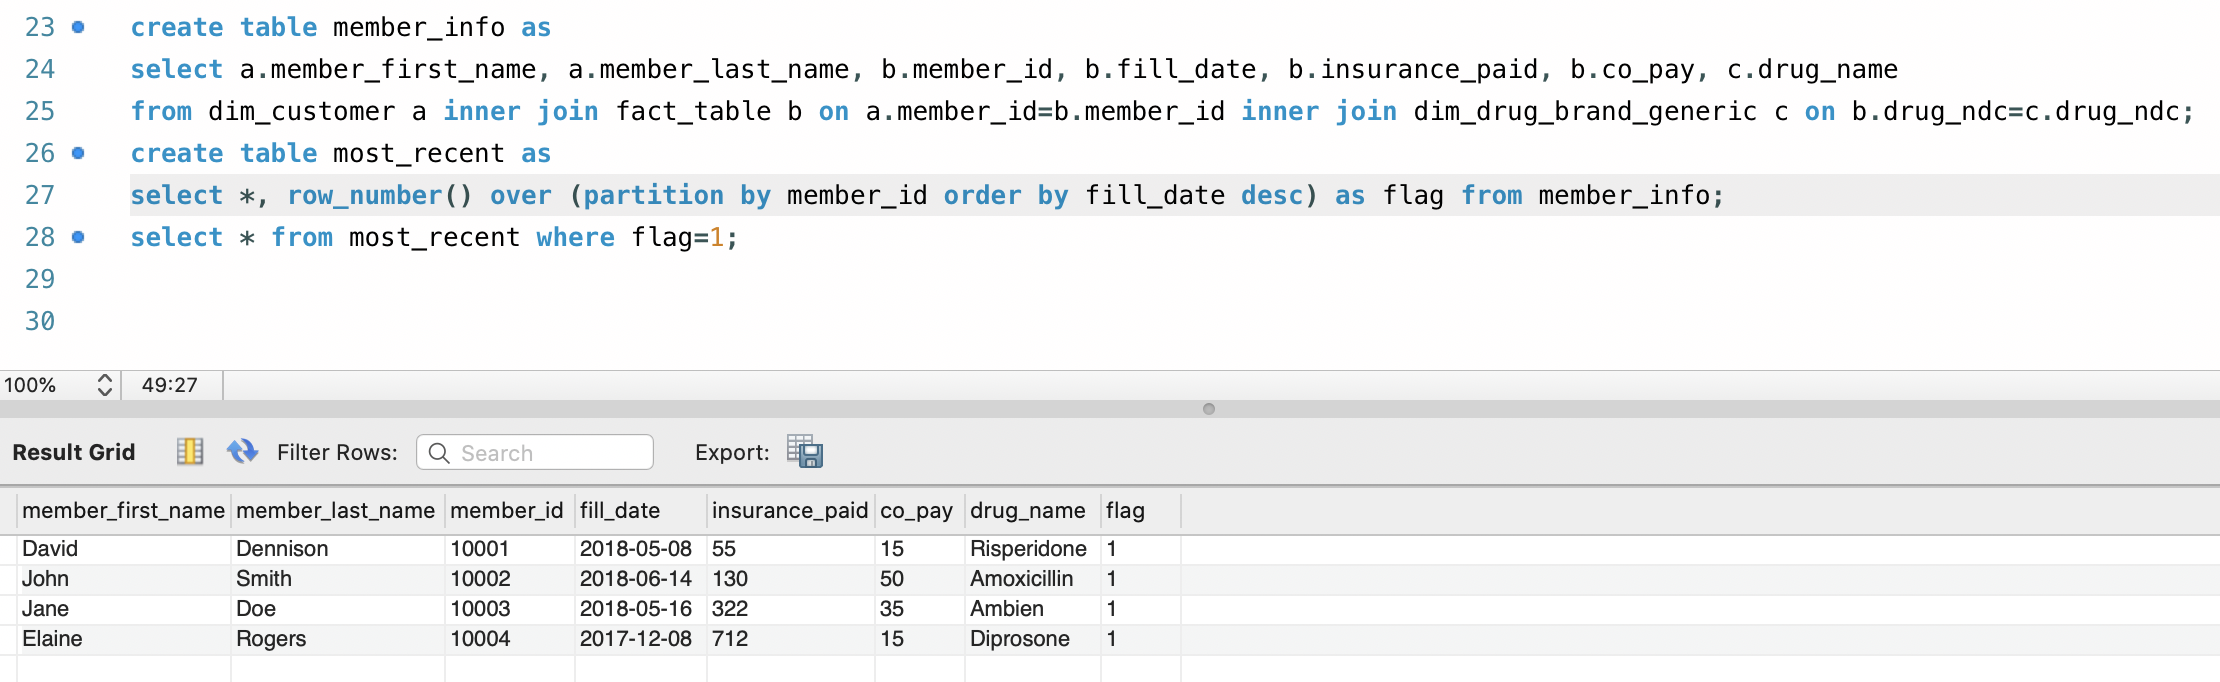 23 create table member_info as
24 select a.member_first_name, a.member_last_name, b.member_id, b.fill_date, b.insurance_paid, b.co_pay, c.drug_name
25 from dim_customer a inner join fact_table b on a.member_id=b.member_id inner join dim_drug_brand_generic c on b.drug_ndc=c.drug_ndc;
26 create table most_recent as
27 select *, row_number() over (partition by member_id order by fill_date desc) as flag from member_info;
28 select * from most_recent where flag=1;
29
30
100% 49:27
Result Grid Filter Rows: Search Export:
member_first_name member_last_name member_id fill_date insurance_paid co_pay drug_name flag
David Dennison 10001 2018-05-08 55 15 Risperidone 1
John Smith 10002 2018-06-14 130 50 Amoxicillin 1
Jane Doe 10003 2018-05-16 322 35 Ambien 1
Elaine Rogers 10004 2017-12-08 712 15 Diprosone 1